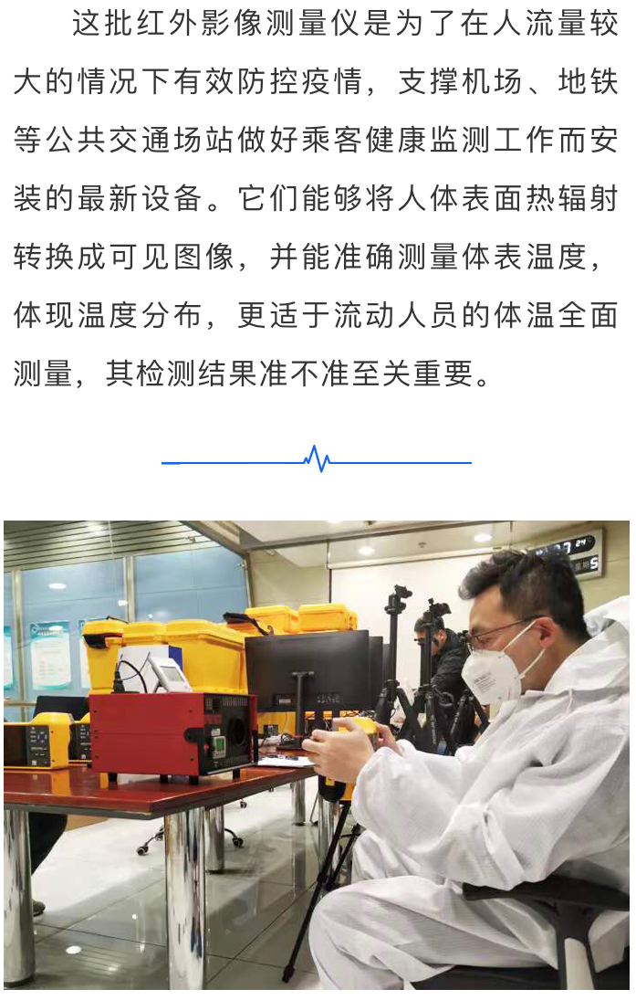 这批红外影像测量仪是为了在人流量较
大的情况下有效防控疫情，支撑机场、地铁
等公共交通场站做好乘客健康监测工作而安
装的最新设备。它们能够将人体表面热辐射
转换成可见图像，并能准确测量体表温度，
体现温度分布，更适于流动人员的体温全面
测量，其检测结果准不准至关重要。